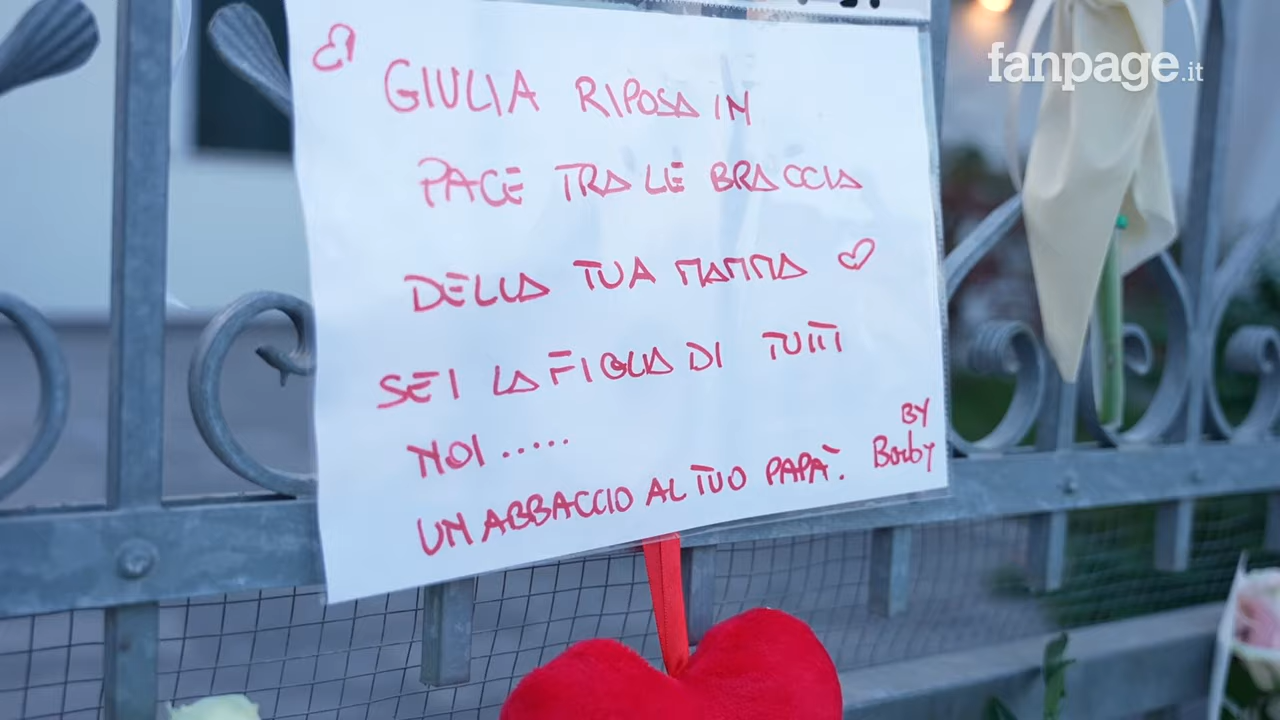 fanpage.it
GIULIA RIPOSA IN
PACE TRA LE BRACCIA
DELLA TUA MAMMA
SEI LA FIGLIA DI TUTTI
NOI.....
UN ABBACCIO AL TUO PAPÀ.
BY